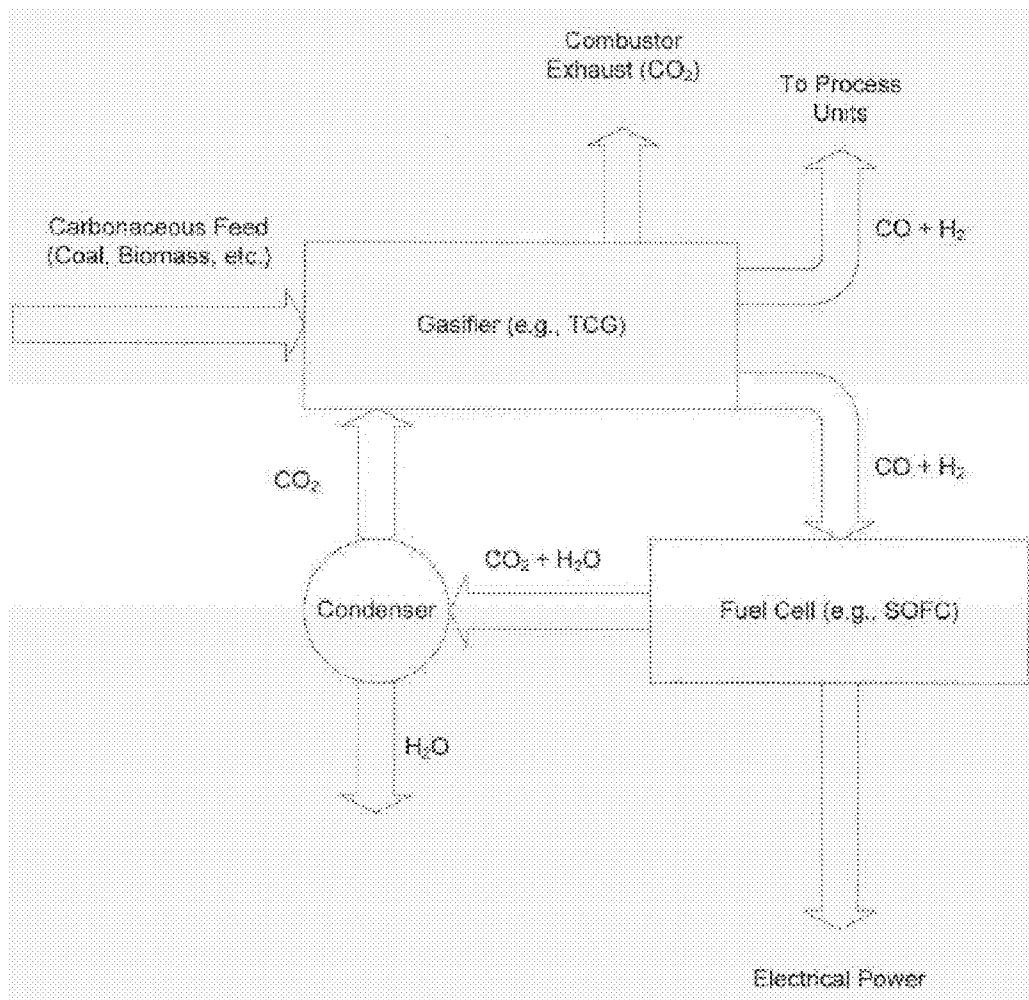 Combustor
Exhaust (CO₂)
To Process
Units
Carbonaceous Feed
(Coal, Biomass, etc.)
CO + H₂
Gasifier (e.g., TCG)
CO₂
CO + H₂
CO₂ + H₂O
Condenser
Fuel Cell (e.g., SOFC)
H₂O
Electrical Power